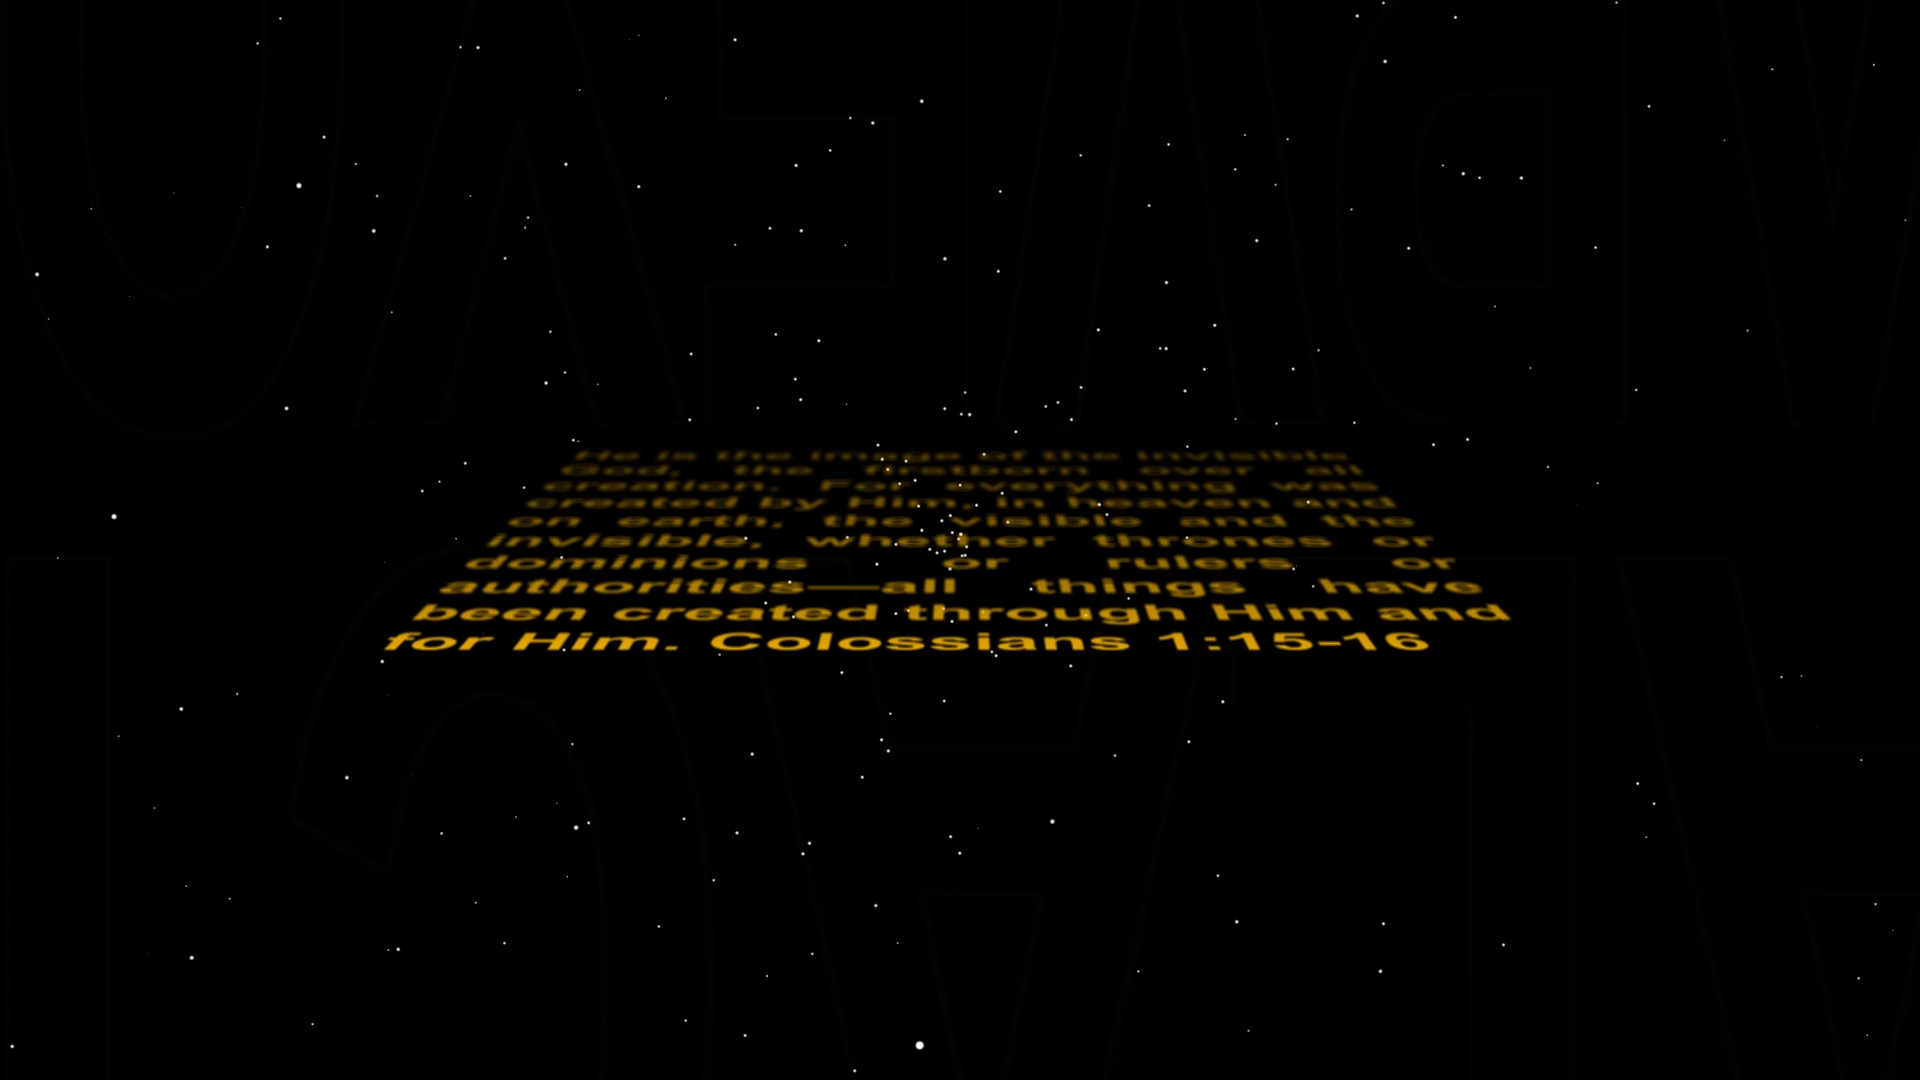 He is the image of the invisible
God, the firstborn over all
creation. For everything was
created by Him, in heaven and
on earth, the visible and the
invisible, whether thrones or
dominions or rulers or
authorities—all things have
been created through Him and
for Him. Colossians 1:15-16